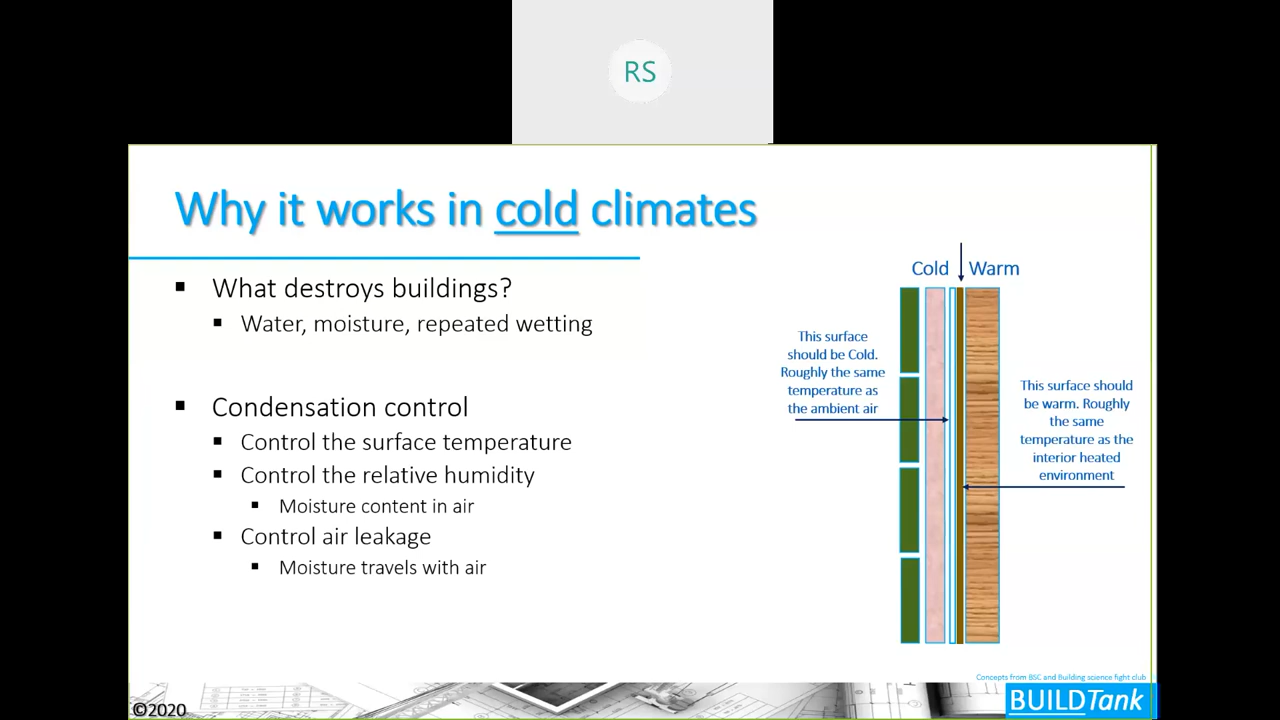 RS
Why it works in cold climates
What destroys buildings?
Water, moisture, repeated wetting
Condensation control
Control the surface temperature
Control the relative humidity
Moisture content in air
Control air leakage
Moisture travels with air
Cold
Warm
This surface
should be Cold.
Roughly the same
temperature as
the ambient air
This surface should
be warm. Roughly
the same
temperature as the
interior heated
environment
Concepts from BSC and Building science fight club
©2020
BUILDTank